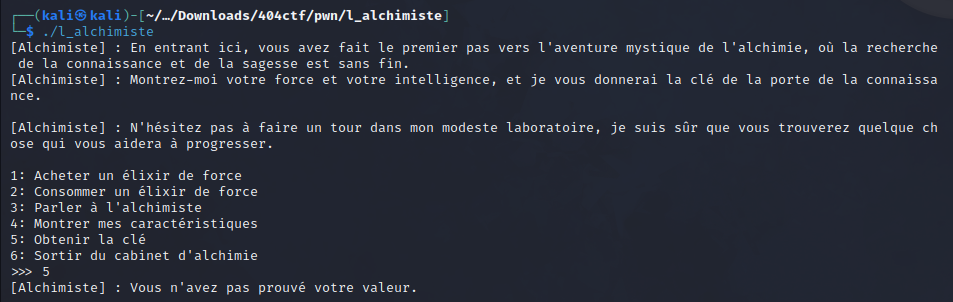 ┌──(kali㉿kali)-[~/…/Downloads/404ctf/pwn/l_alchimiste]
└─$ ./l_alchimiste
[Alchimiste] : En entrant ici, vous avez fait le premier pas vers l'aventure mystique de l'alchimie, où la recherche
de la connaissance et de la sagesse est sans fin.
[Alchimiste] : Montrez-moi votre force et votre intelligence, et je vous donnerai la clé de la porte de la connaissa
nce.
[Alchimiste] : N'hésitez pas à faire un tour dans mon modeste laboratoire, je suis sûr que vous trouverez quelque ch
ose qui vous aidera à progresser.
1: Acheter un élixir de force
2: Consommer un élixir de force
3: Parler à l'alchimiste
4: Montrer mes caractéristiques
5: Obtenir la clé
6: Sortir du cabinet d'alchimie
>>> 5
[Alchimiste] : Vous n'avez pas prouvé votre valeur.